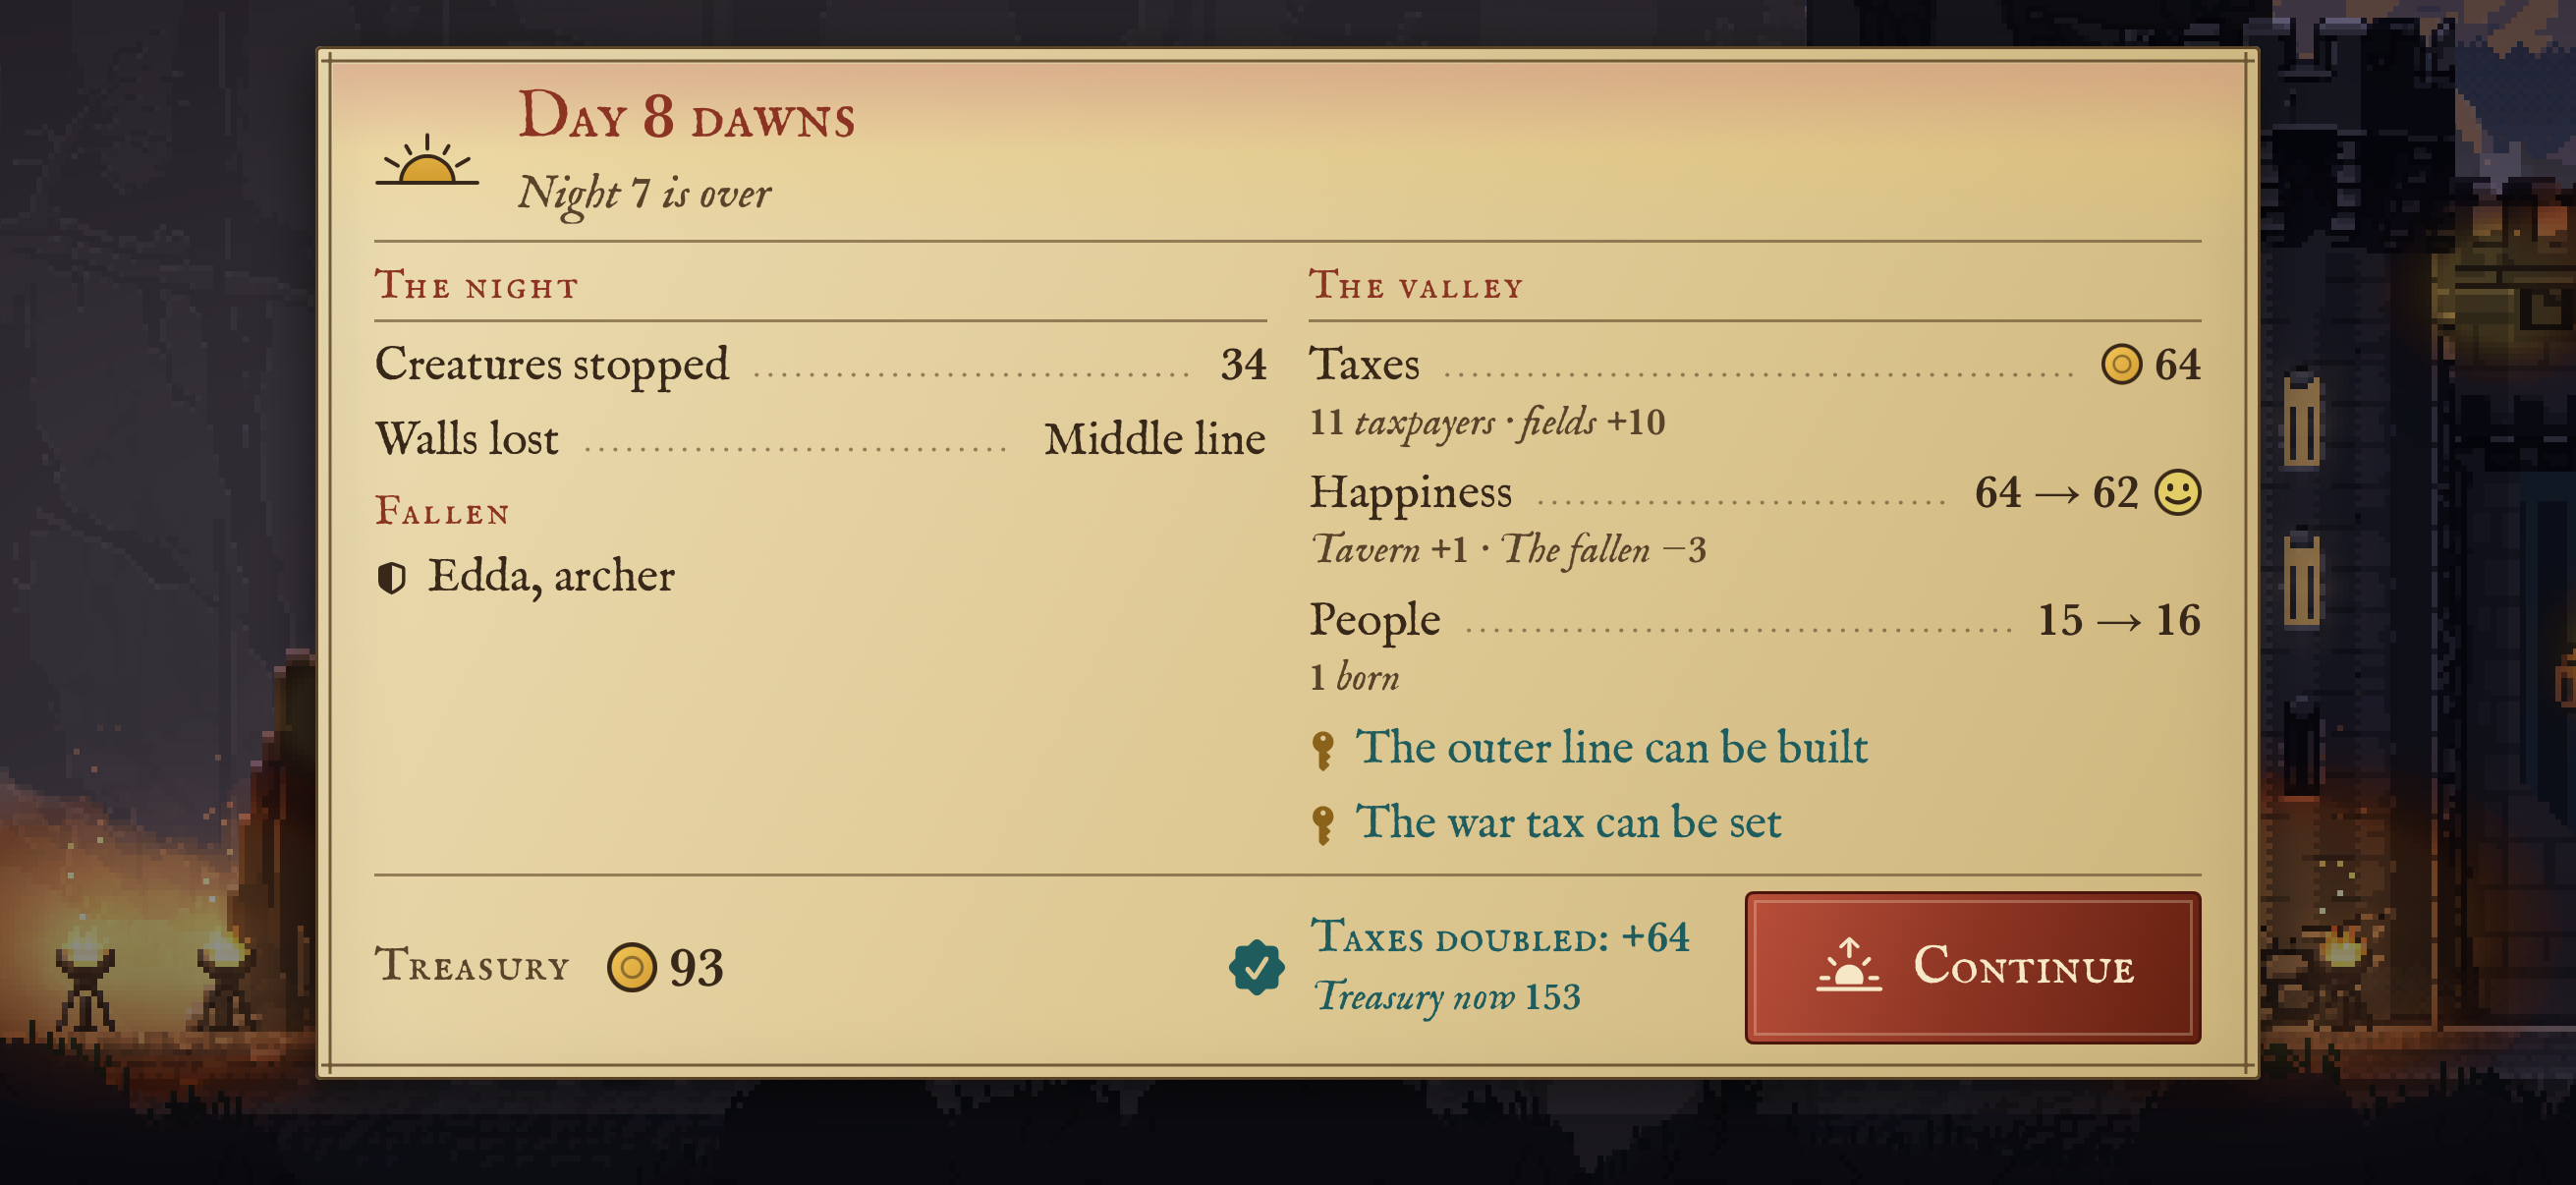 Day 8 dawns
Night 7 is over
The night
Creatures stopped 34
Walls lost Middle line
Fallen
Edda, archer
The valley
Taxes 64
11 taxpayers · fields +10
Happiness 64 → 62
Tavern +1 · The fallen −3
People 15 → 16
1 born
The outer line can be built
The war tax can be set
Treasury 93
Taxes doubled: +64
Treasury now 153
Continue